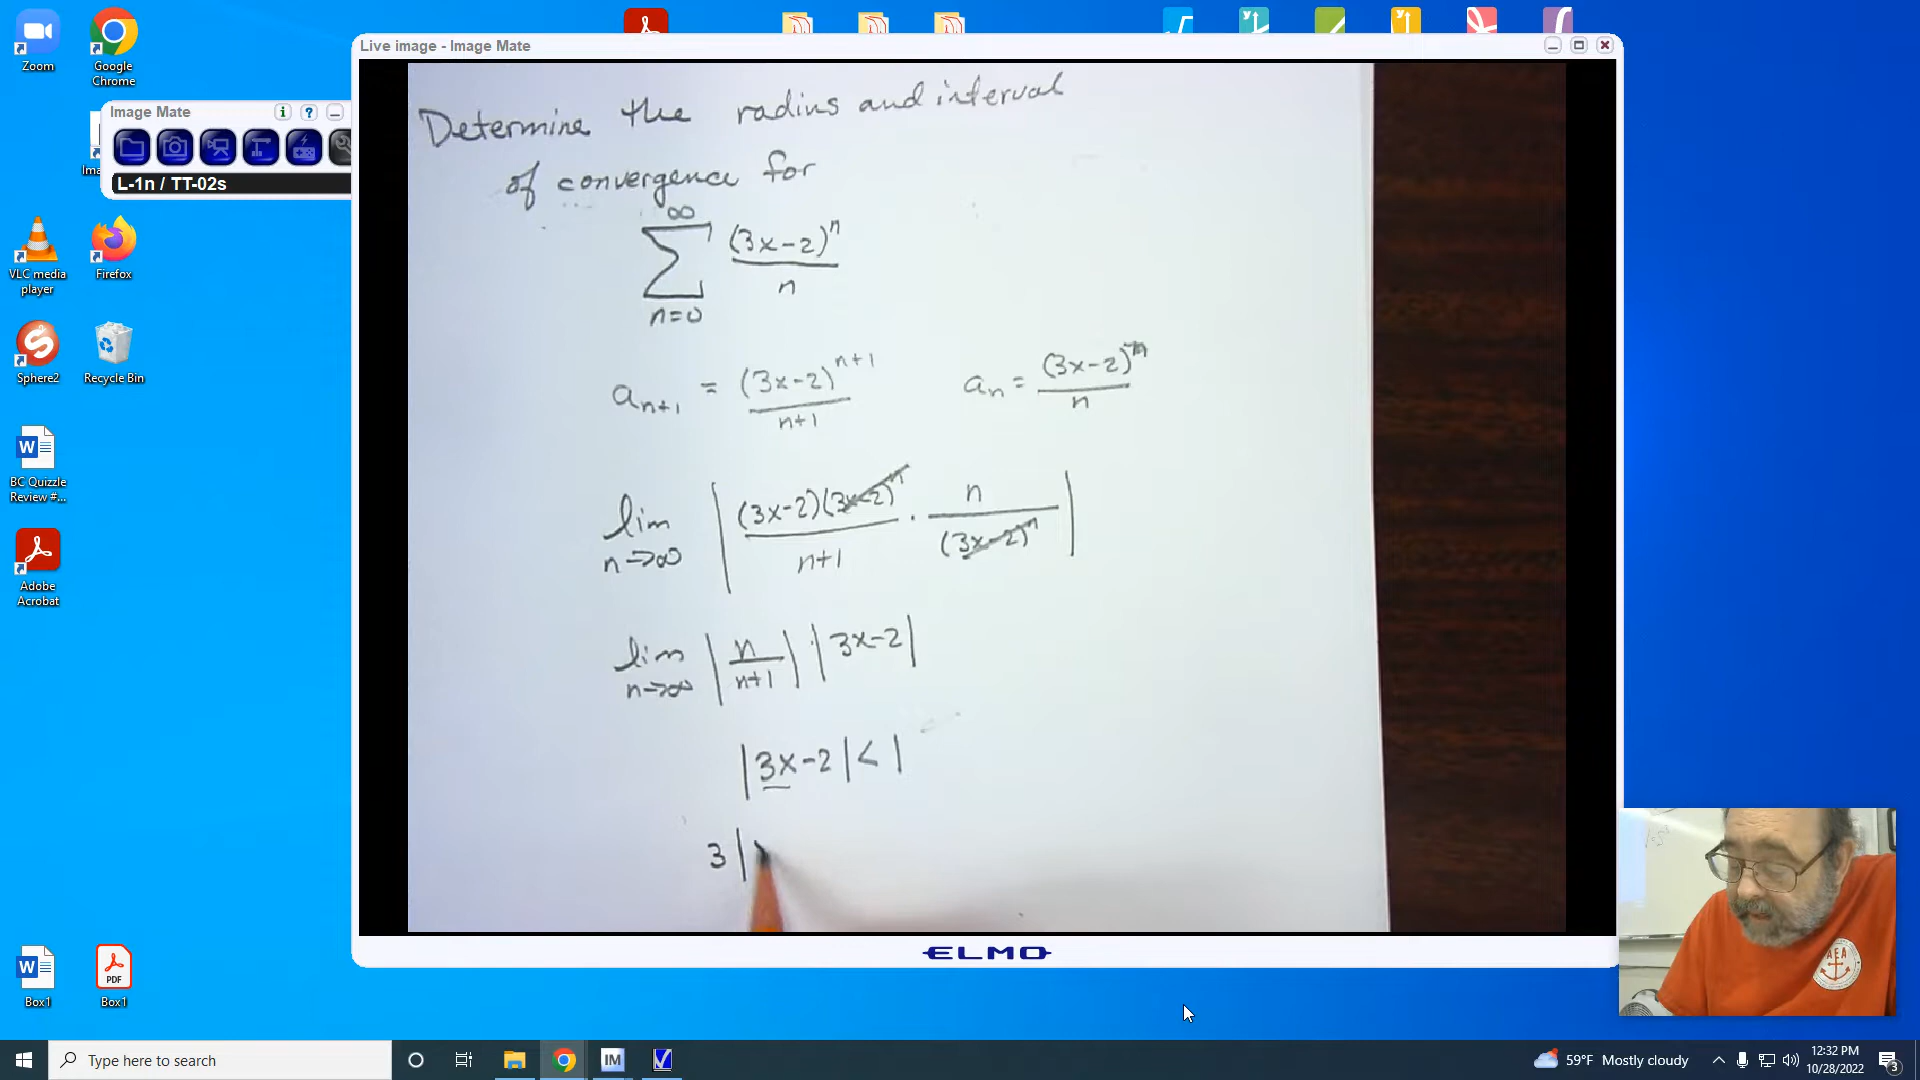 Zoom
Google
Chrome
Live image - Image Mate
Image Mate
L-1n / TT-02s
VLC media
player
Firefox
Sphere2
Recycle Bin
BC Quizzle
Review #...
Adobe
Acrobat
Box1
Box1
PDF
Determine the radius and interval
of convergence for
∞
∑ (3x-2)^n / n
n=0
a_{n+1} = (3x-2)^{n+1} / n+1    a_n = (3x-2)^n / n
lim n→∞ | (3x-2)(3x-2)^n / n+1 · n / (3x-2)^n |
lim n→∞ | n / n+1 | | 3x-2 |
|3x-2| < 1
3 |
ELMO
AEA
Type here to search
IM
59°F Mostly cloudy
12:32 PM
10/28/2022
3